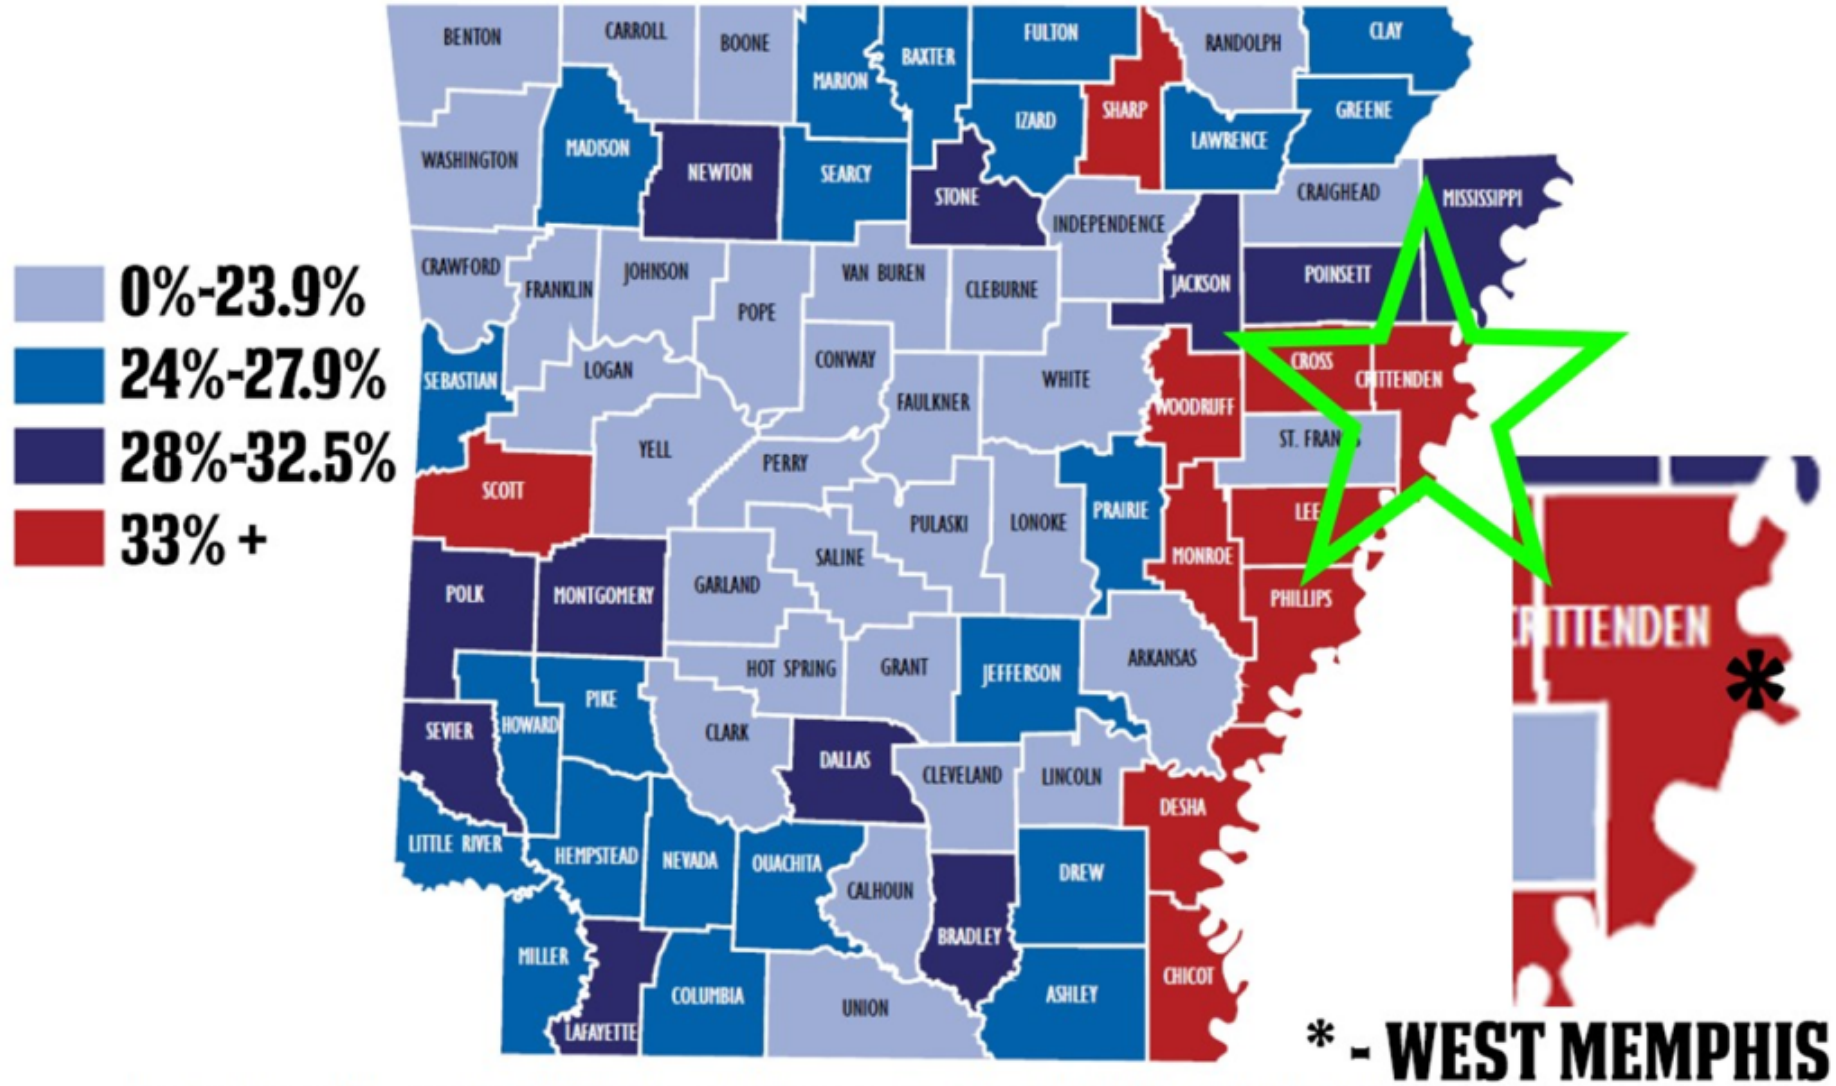 BENTON
CARROLL
BOONE
MARION
BAXTER
FULTON
SHARP
RANDOLPH
CLAY
IZARD
LAWRENCE
GREENE
WASHINGTON
MADISON
NEWTON
SEARCY
STONE
INDEPENDENCE
CRAIGHEAD
MISSISSIPPI
CRAWFORD
FRANKLIN
JOHNSON
POPE
VAN BUREN
CLEBURNE
JACKSON
POINSETT
0%-23.9%
24%-27.9%
28%-32.5%
33% +
SEBASTIAN
LOGAN
CONWAY
FAULKNER
WHITE
WOODRUFF
CROSS
CRITTENDEN
ST. FRANCIS
SCOTT
YELL
PERRY
PULASKI
LONOKE
PRAIRIE
MONROE
LEE
PHILLIPS
SALINE
GARLAND
POLK
MONTGOMERY
HOT SPRING
GRANT
JEFFERSON
ARKANSAS
CRITTENDEN
*
PIKE
HOWARD
SEVIER
CLARK
DALLAS
CLEVELAND
LINCOLN
DESHA
LITTLE RIVER
HEMPSTEAD
NEVADA
OUACHITA
CALHOUN
BRADLEY
DREW
MILLER
LAFAYETTE
COLUMBIA
UNION
ASHLEY
CHICOT
* - WEST MEMPHIS